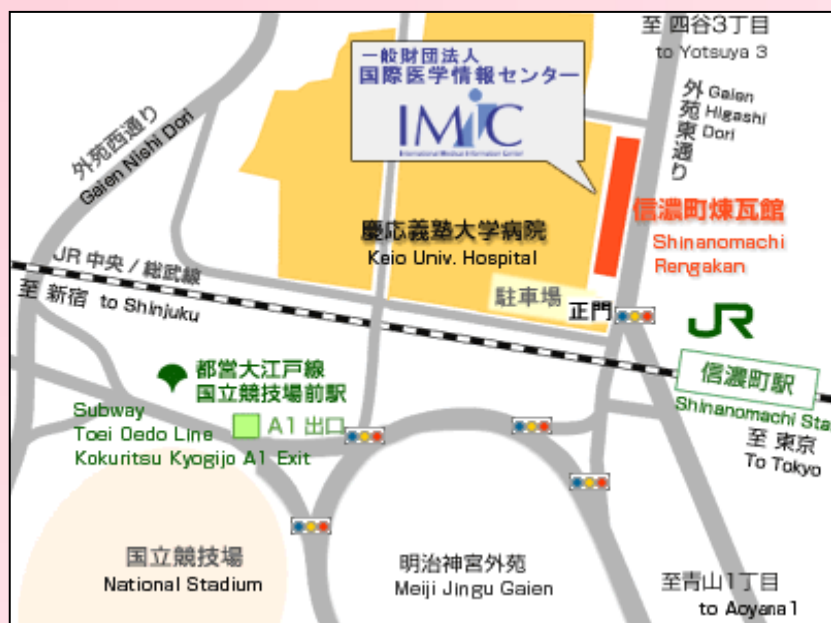 至 四谷3丁目
to Yotsuya 3
一般財団法人
国際医学情報センター
IMIC
International Medical Information Center
外苑東通り
Gaien
Higashi
Dori
外苑西通り
Gaien Nishi Dori
信濃町煉瓦館
Shinanomachi
Rengakan
慶応義塾大学病院
Keio Univ. Hospital
JR 中央 / 総武線
至 新宿 to Shinjuku
駐車場
正門
JR
信濃町駅
Shinanomachi Sta
至 東京
To Tokyo
都営大江戸線
国立競技場前駅
A1 出口
Subway
Toei Oedo Line
Kokuritsu Kyogijo A1 Exit
国立競技場
National Stadium
明治神宮外苑
Meiji Jingu Gaien
至青山1丁目
to Aoyana 1